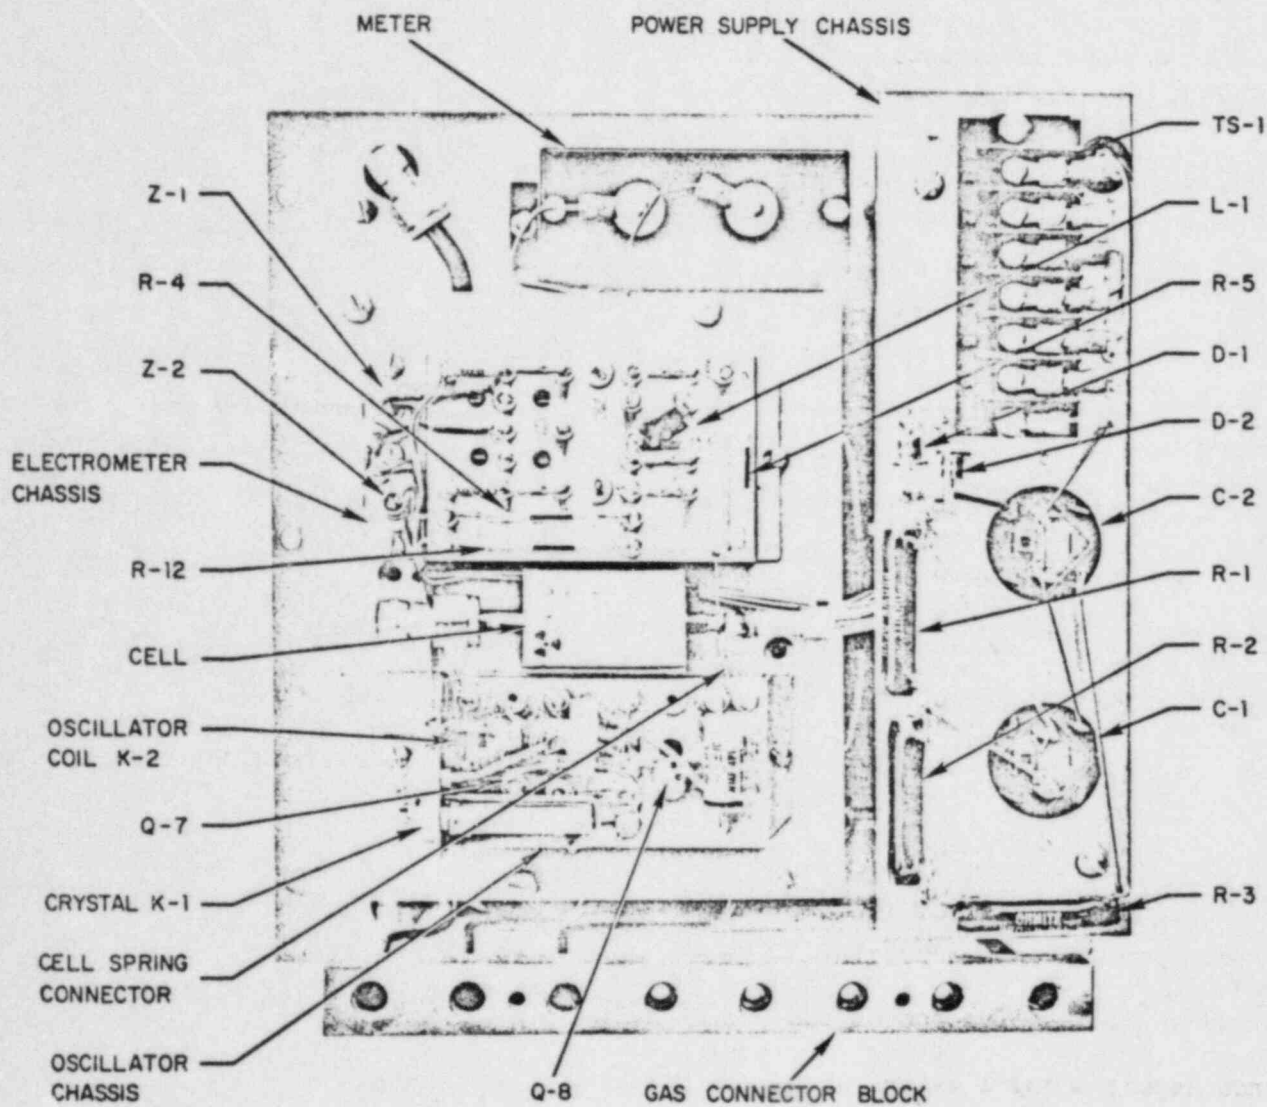 METER
POWER SUPPLY CHASSIS
TS-1
Z-1
L-1
R-4
R-5
Z-2
D-1
D-2
ELECTROMETER
CHASSIS
C-2
R-12
R-1
CELL
R-2
OSCILLATOR
COIL K-2
C-1
Q-7
CRYSTAL K-1
R-3
OHMITE
CELL SPRING
CONNECTOR
OSCILLATOR
CHASSIS
Q-8
GAS CONNECTOR BLOCK